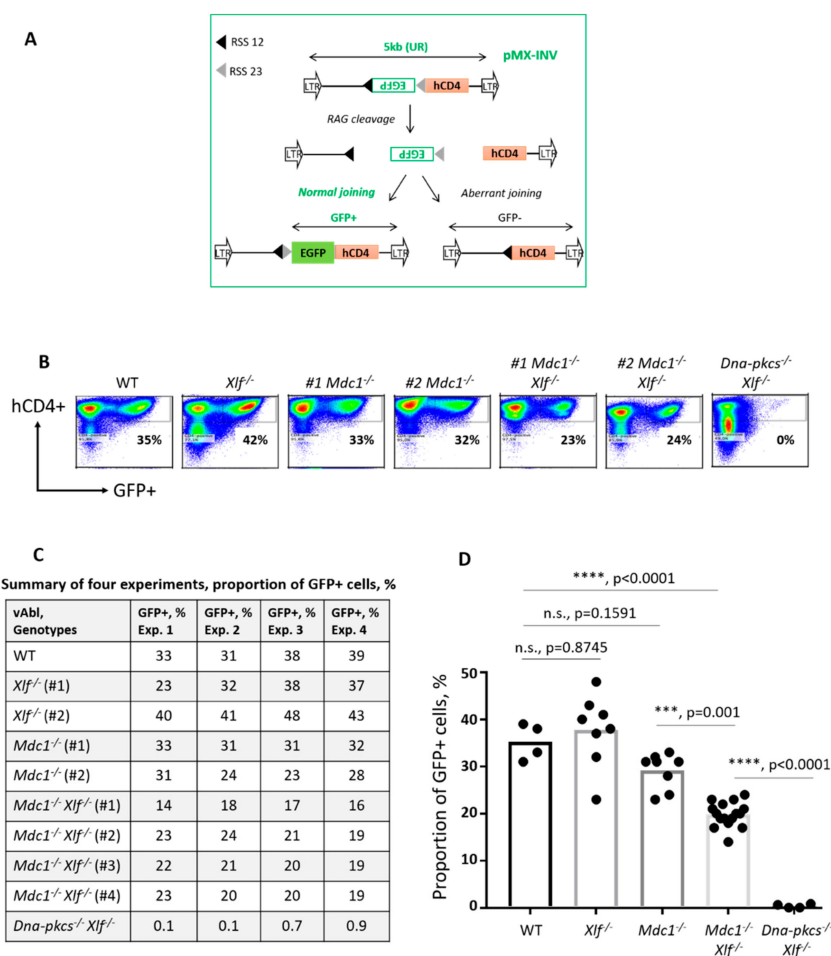 A
RSS 12
RSS 23
5kb (UR)
pMX-INV
LTR
EGFP
hCD4
LTR
RAG cleavage
LTR
EGFP
hCD4
LTR
Normal joining
Aberrant joining
GFP+
GFP-
LTR
EGFP
hCD4
LTR
LTR
hCD4
LTR
B
WT
Xlf-/-
#1 Mdc1-/-
#2 Mdc1-/-
#1 Mdc1-/- Xlf-/-
#2 Mdc1-/- Xlf-/-
Dna-pkcs-/- Xlf-/-
hCD4+
35%
42%
33%
32%
23%
24%
0%
GFP+
C
Summary of four experiments, proportion of GFP+ cells, %
vAbl, Genotypes GFP+, % Exp. 1 GFP+, % Exp. 2 GFP+, % Exp. 3 GFP+, % Exp. 4
WT 33 31 38 39
Xlf-/- (#1) 23 32 38 37
Xlf-/- (#2) 40 41 48 43
Mdc1-/- (#1) 33 31 31 32
Mdc1-/- (#2) 31 24 23 28
Mdc1-/- Xlf-/- (#1) 14 18 17 16
Mdc1-/- Xlf-/- (#2) 23 24 21 19
Mdc1-/- Xlf-/- (#3) 22 21 20 19
Mdc1-/- Xlf-/- (#4) 23 20 20 19
Dna-pkcs-/- Xlf-/- 0.1 0.1 0.7 0.9
D
****, p<0.0001
n.s., p=0.1591
n.s., p=0.8745
***, p=0.001
****, p<0.0001
Proportion of GFP+ cells, %
50
40
30
20
10
0
WT
Xlf-/-
Mdc1-/-
Mdc1-/- Xlf-/-
Dna-pkcs-/- Xlf-/-